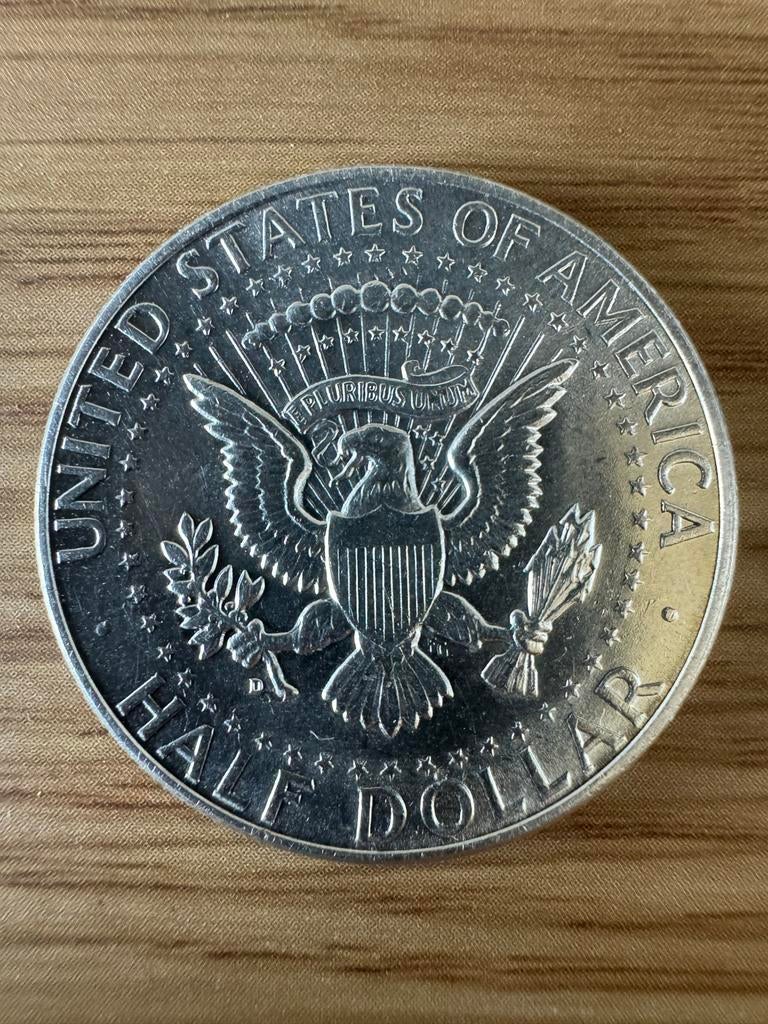 UNITED STATES OF AMERICA
E PLURIBUS UNUM
D
HALF DOLLAR